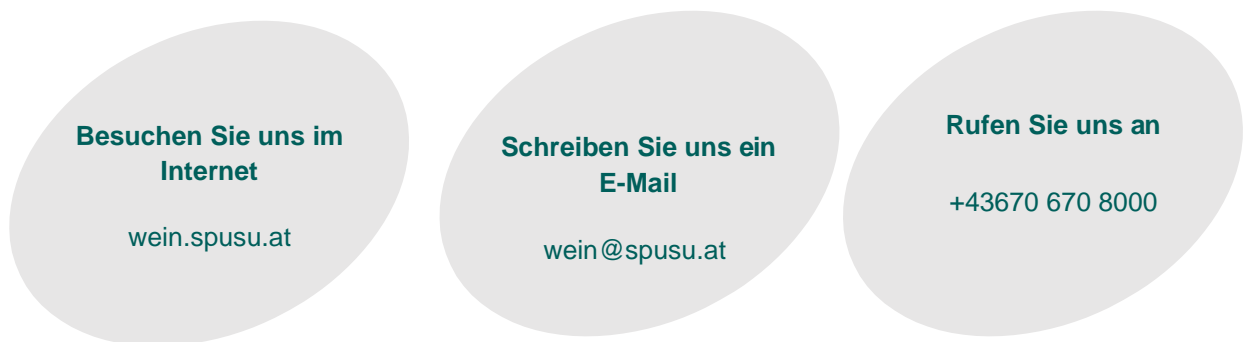 Besuchen Sie uns im
Internet
wein.spusu.at
Schreiben Sie uns ein
E-Mail
wein@spusu.at
Rufen Sie uns an
+43670 670 8000